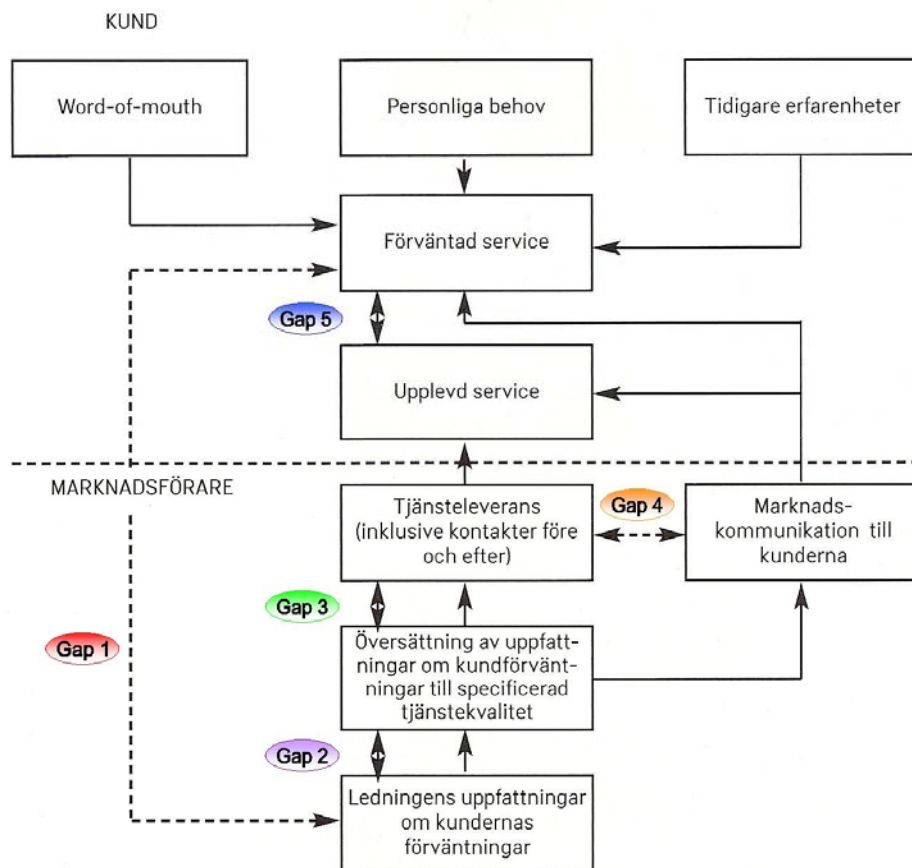 KUND
Word-of-mouth
Personliga behov
Tidigare erfarenheter
Förväntad service
Gap 5
Upplevd service
MARKNADSFÖRARE
Tjänsteleverans
(inklusive kontakter före
och efter)
Gap 4
Marknads-
kommunikation till
kunderna
Gap 3
Gap 1
Översättning av uppfatt-
ningar om kundförvänt-
ningar till specificerad
tjänstekvalitet
Gap 2
Ledningens uppfattningar
om kundernas
förväntningar